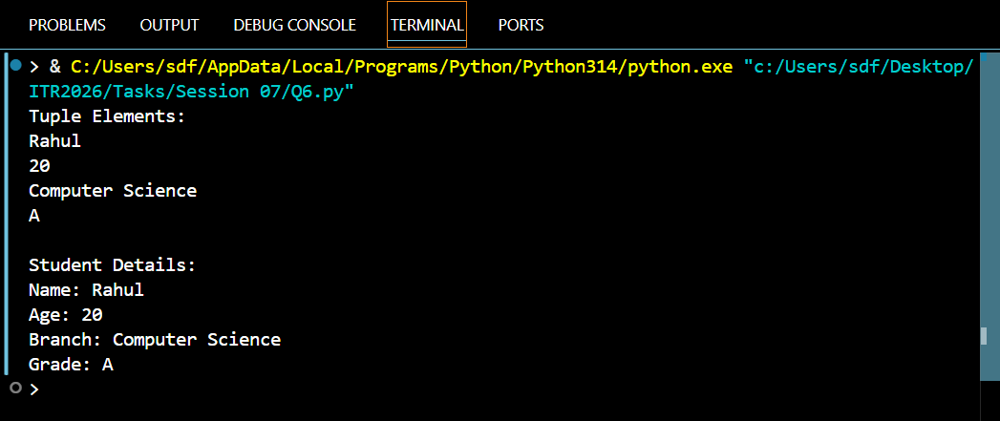 PROBLEMS OUTPUT DEBUG CONSOLE TERMINAL PORTS
> & C:/Users/sdf/AppData/Local/Programs/Python/Python314/python.exe "c:/Users/sdf/Desktop/
ITR2026/Tasks/Session 07/Q6.py"
Tuple Elements:
Rahul
20
Computer Science
A
Student Details:
Name: Rahul
Age: 20
Branch: Computer Science
Grade: A
>